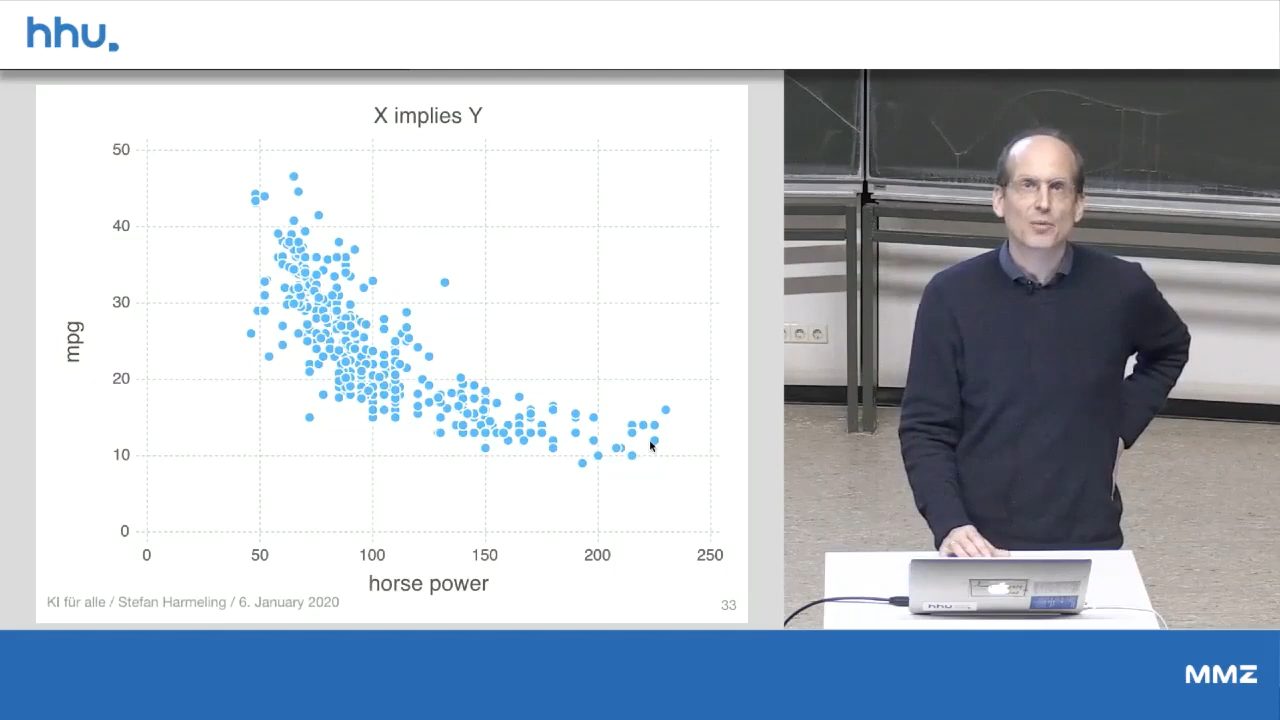 hhu.
X implies Y
50
40
30
20
10
0
mpg
0 50 100 150 200 250
horse power
KI für alle / Stefan Harmeling / 6. January 2020
33
hhu
MMZ